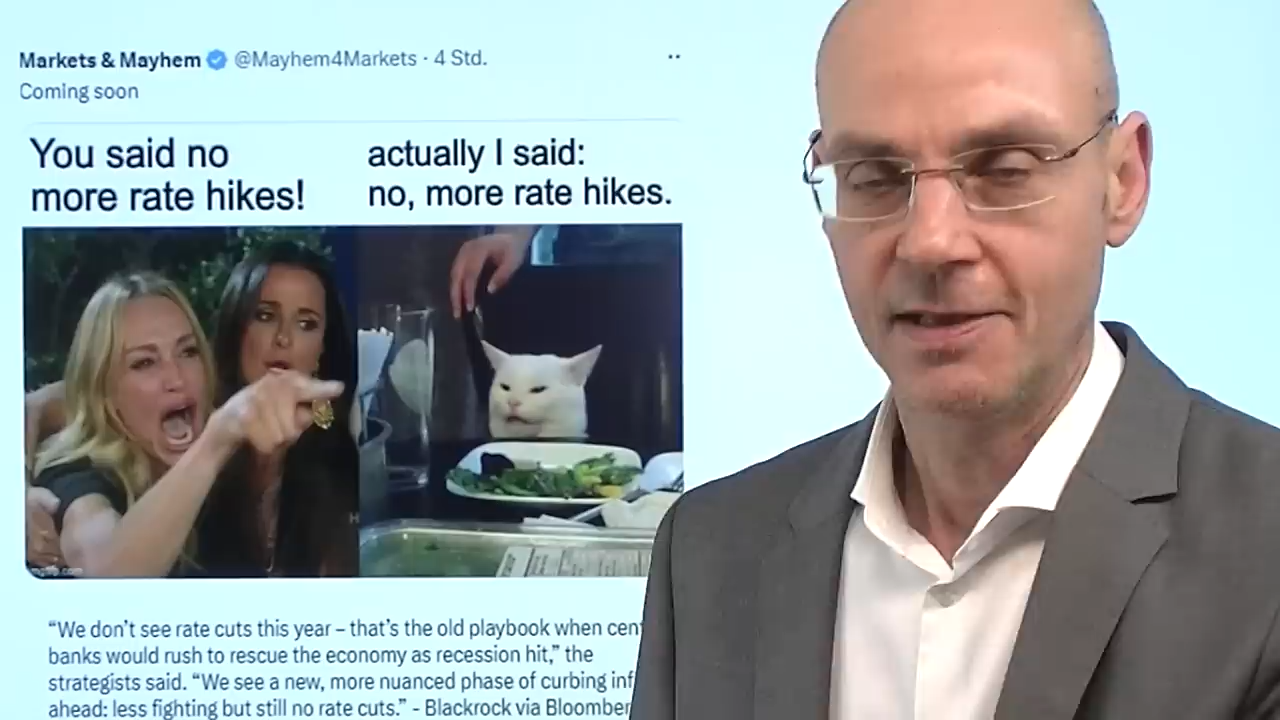 Markets & Mayhem @Mayhem4Markets · 4 Std.
Coming soon
You said no
more rate hikes!
actually I said:
no, more rate hikes.
imgflip.com
“We don’t see rate cuts this year – that’s the old playbook when cen
banks would rush to rescue the economy as recession hit,” the
strategists said. “We see a new, more nuanced phase of curbing inf
ahead: less fighting but still no rate cuts.” - Blackrock via Bloomber